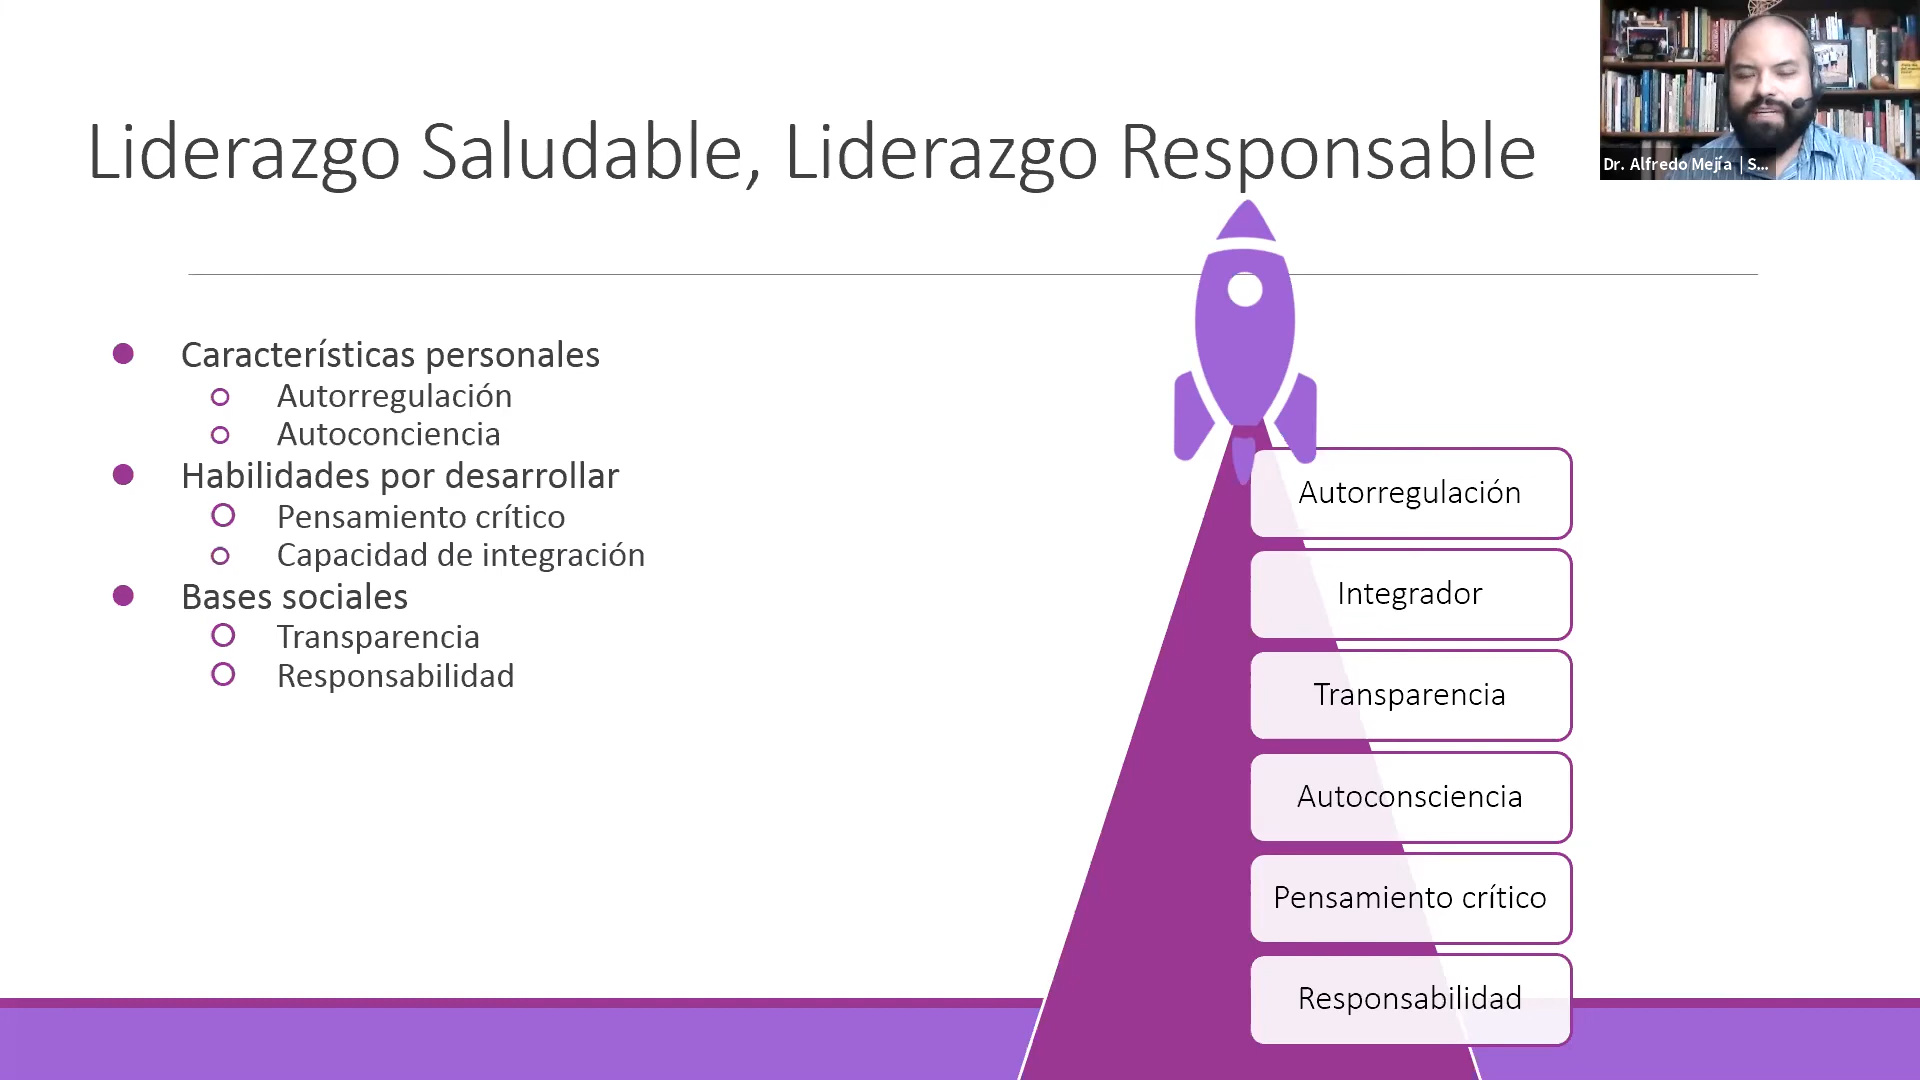 Liderazgo Saludable, Liderazgo Responsable
Dr. Alfredo Mejía | S...
Características personales
Autorregulación
Autoconciencia
Habilidades por desarrollar
Pensamiento crítico
Capacidad de integración
Bases sociales
Transparencia
Responsabilidad
Autorregulación
Integrador
Transparencia
Autoconsciencia
Pensamiento crítico
Responsabilidad